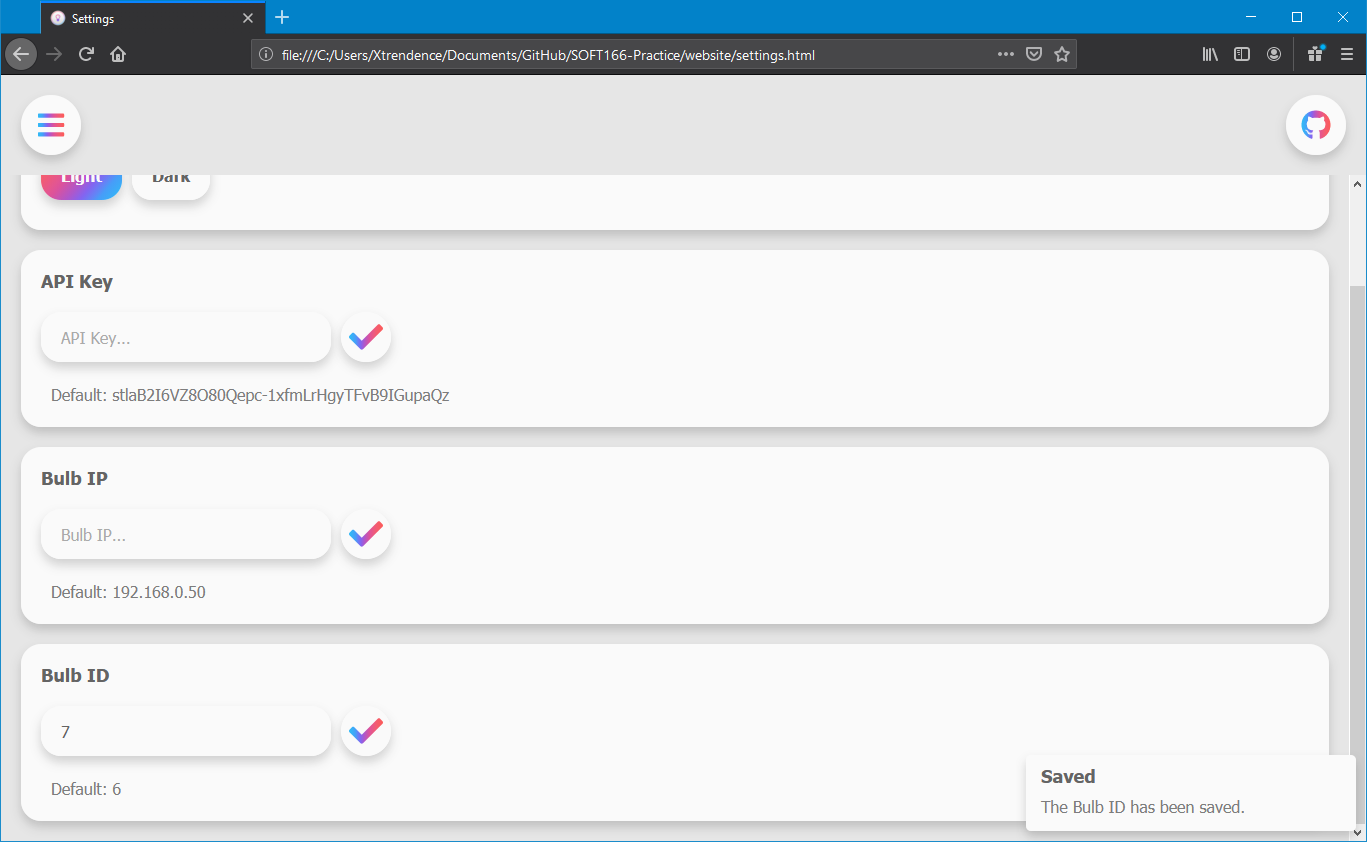 Settings
file:///C:/Users/Xtrendence/Documents/GitHub/SOFT166-Practice/website/settings.html
Light Dark
API Key
API Key...
Default: stlaB2I6VZ8O80Qepc-1xfmLrHgyTFvB9IGupaQz
Bulb IP
Bulb IP...
Default: 192.168.0.50
Bulb ID
7
Default: 6
Saved
The Bulb ID has been saved.